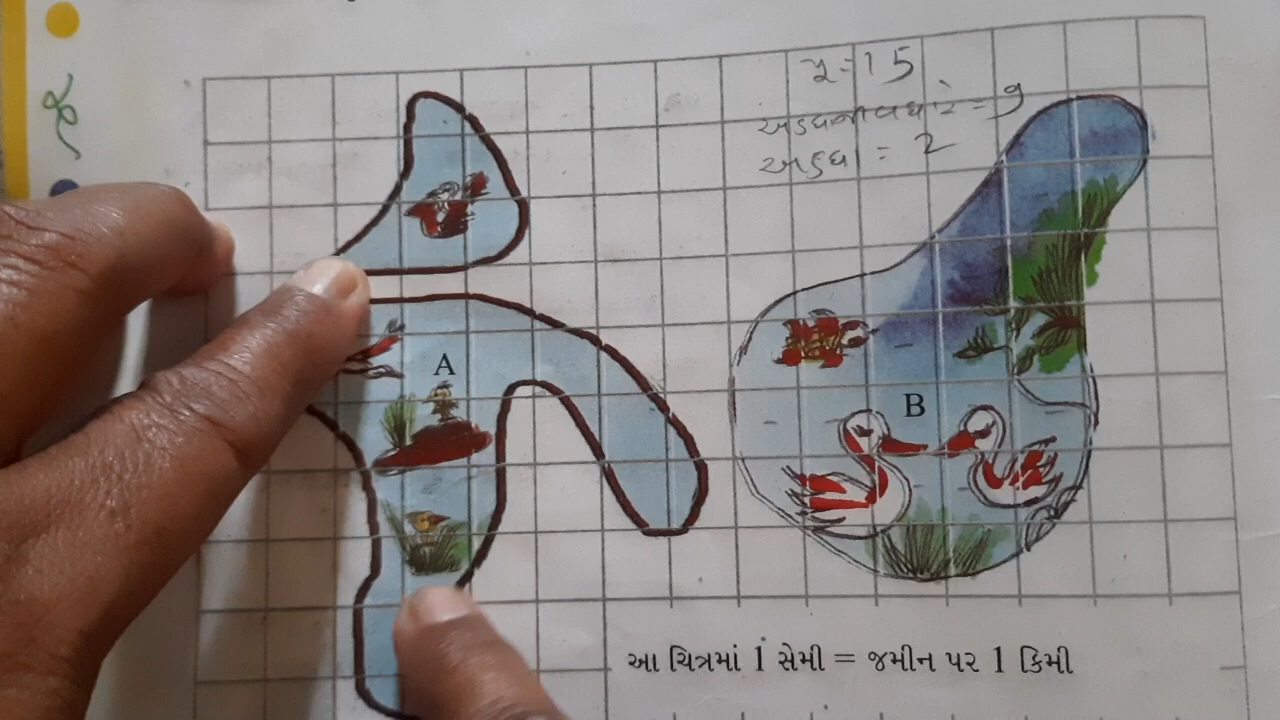 પૂ = 15
અડધાથી વધારે = 9
અડધા = 2
A
B
આ ચિત્રમાં 1 સેમી = જમીન પર 1 કિમી